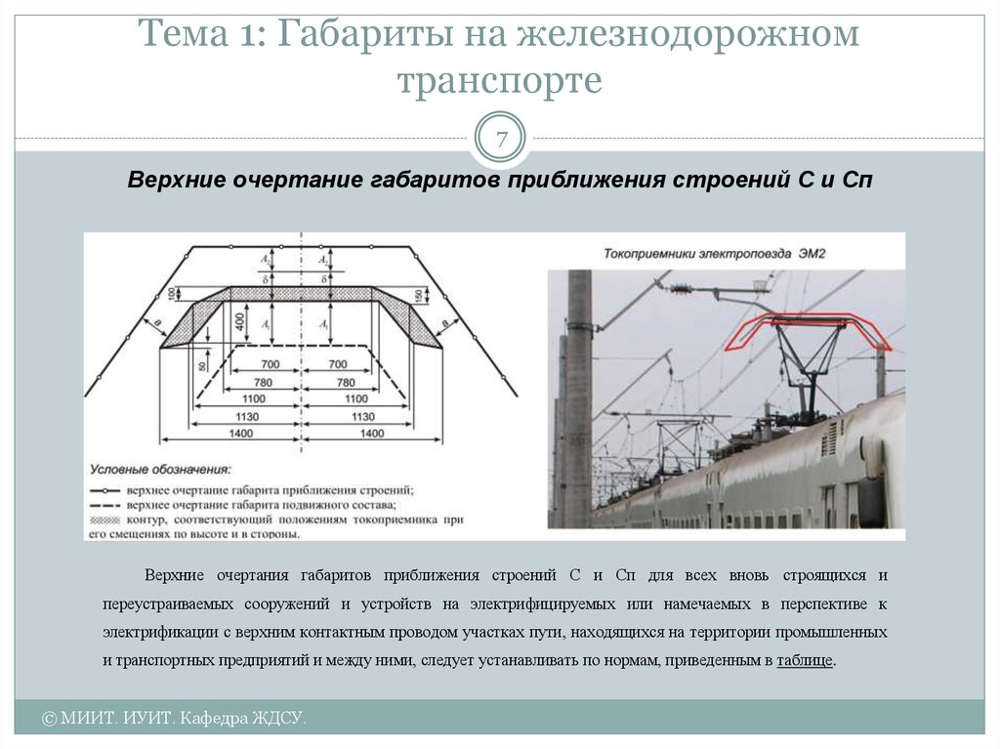 Тема 1: Габариты на железнодорожном
транспорте
7
Верхние очертание габаритов приближения строений С и Сп
A₂ A₂
δ δ
100
150
400
A₁ A₁
а а
50
700 700
780 780
1100 1100
1130 1130
1400 1400
Условные обозначения:
верхнее очертание габарита приближения строений;
верхнее очертание габарита подвижного состава;
контур, соответствующий положениям токоприемника при
его смещениях по высоте и в стороны.
Токоприемники электропоезда ЭМ2
Верхние очертания габаритов приближения строений С и Сп для всех вновь строящихся и
переустраиваемых сооружений и устройств на электрифицируемых или намечаемых в перспективе к
электрификации с верхним контактным проводом участках пути, находящихся на территории промышленных
и транспортных предприятий и между ними, следует устанавливать по нормам, приведенным в таблице.
© МИИТ. ИУИТ. Кафедра ЖДСУ.